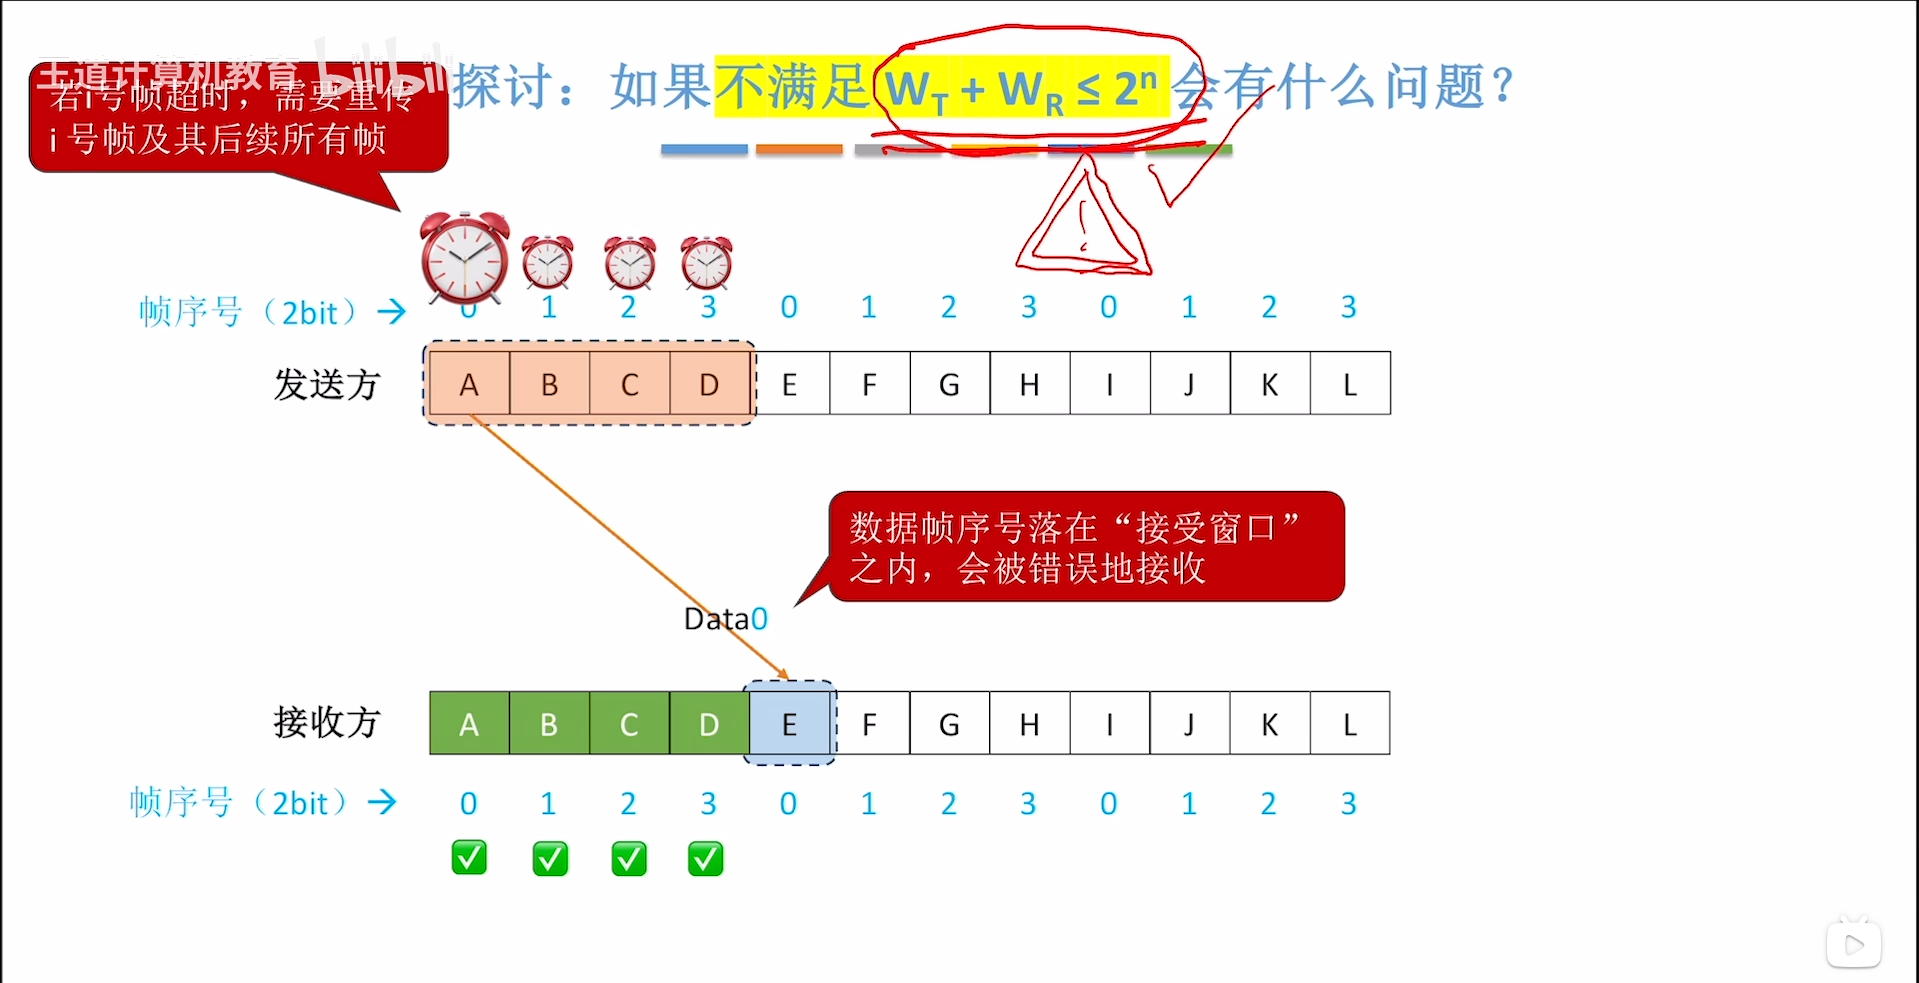 王道计算机教育 bilibili
若i号帧超时，需要重传
i 号帧及其后续所有帧
探讨：如果不满足 WT + WR ≤ 2ⁿ 会有什么问题？
帧序号（2bit）→ 0 1 2 3 0 1 2 3 0 1 2 3
发送方 A B C D E F G H I J K L
数据帧序号落在“接受窗口”
之内，会被错误地接收
Data0
接收方 A B C D E F G H I J K L
帧序号（2bit）→ 0 1 2 3 0 1 2 3 0 1 2 3